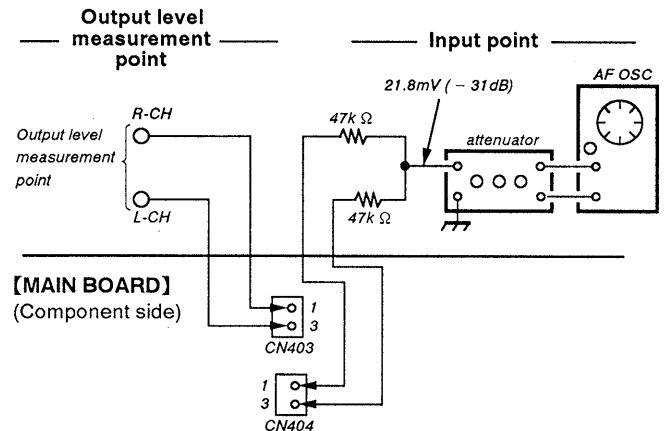 Output level
measurement
point
Input point
AF OSC
21.8mV ( − 31dB)
R-CH
47k Ω
attenuator
Output level
measurement
point
L-CH
47k Ω
【MAIN BOARD】
(Component side)
1
3
CN403
1
3
CN404